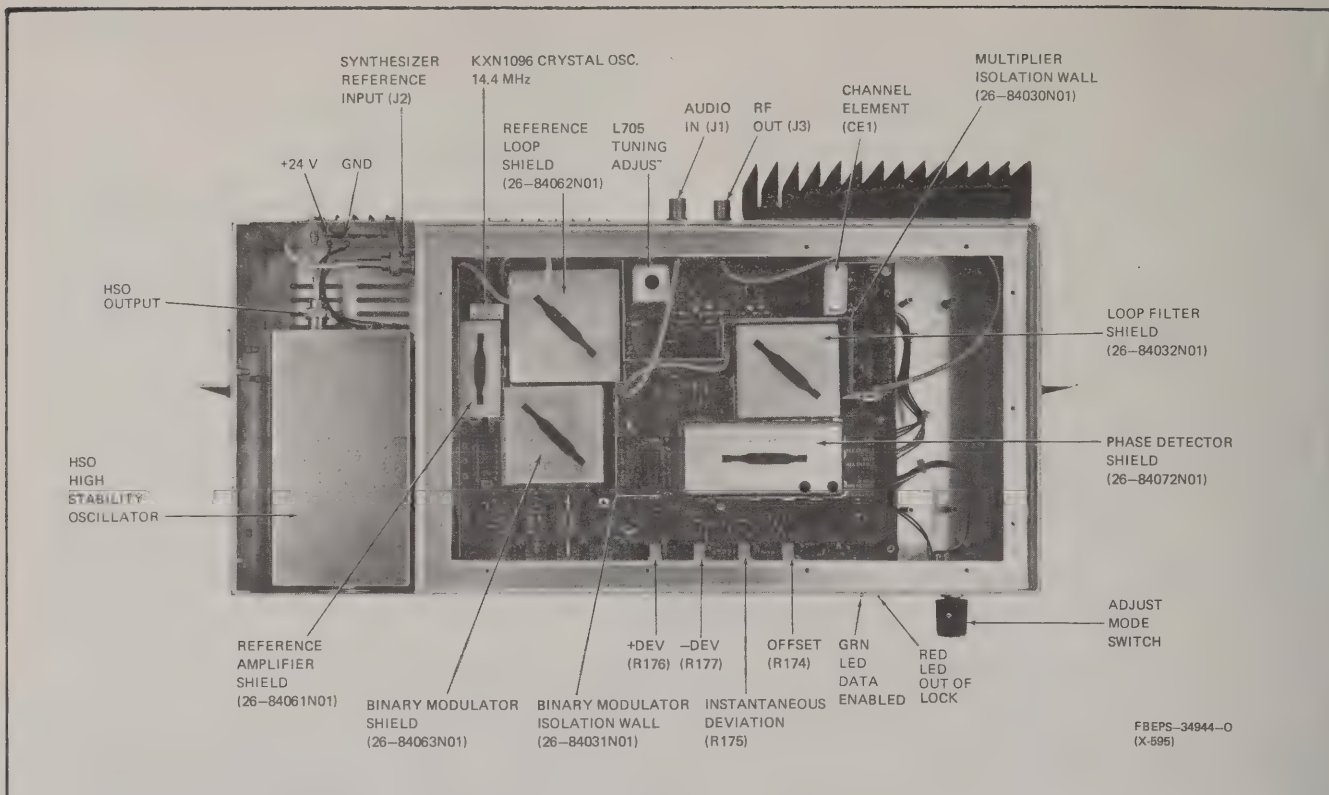 SYNTHESIZER
REFERENCE
INPUT (J2)
KXN1096 CRYSTAL OSC.
14.4 MHz
REFERENCE
LOOP
SHIELD
(26–84062N01)
L705
TUNING
ADJUST
AUDIO
IN (J1)
RF
OUT (J3)
CHANNEL
ELEMENT
(CE1)
MULTIPLIER
ISOLATION WALL
(26–84030N01)
+24 V
GND
HSO
OUTPUT
LOOP FILTER
SHIELD
(26–84032N01)
HSO
HIGH
STABILITY
OSCILLATOR
PHASE DETECTOR
SHIELD
(26–84072N01)
ADJUST
MODE
SWITCH
REFERENCE
AMPLIFIER
SHIELD
(26–84061N01)
BINARY MODULATOR
SHIELD
(26–84063N01)
BINARY MODULATOR
ISOLATION WALL
(26–84031N01)
+DEV
(R176)
–DEV
(R177)
INSTANTANEOUS
DEVIATION
(R175)
OFFSET
(R174)
GRN
LED
DATA
ENABLED
RED
LED
OUT OF
LOCK
FBEPS–34944–O
(X-595)